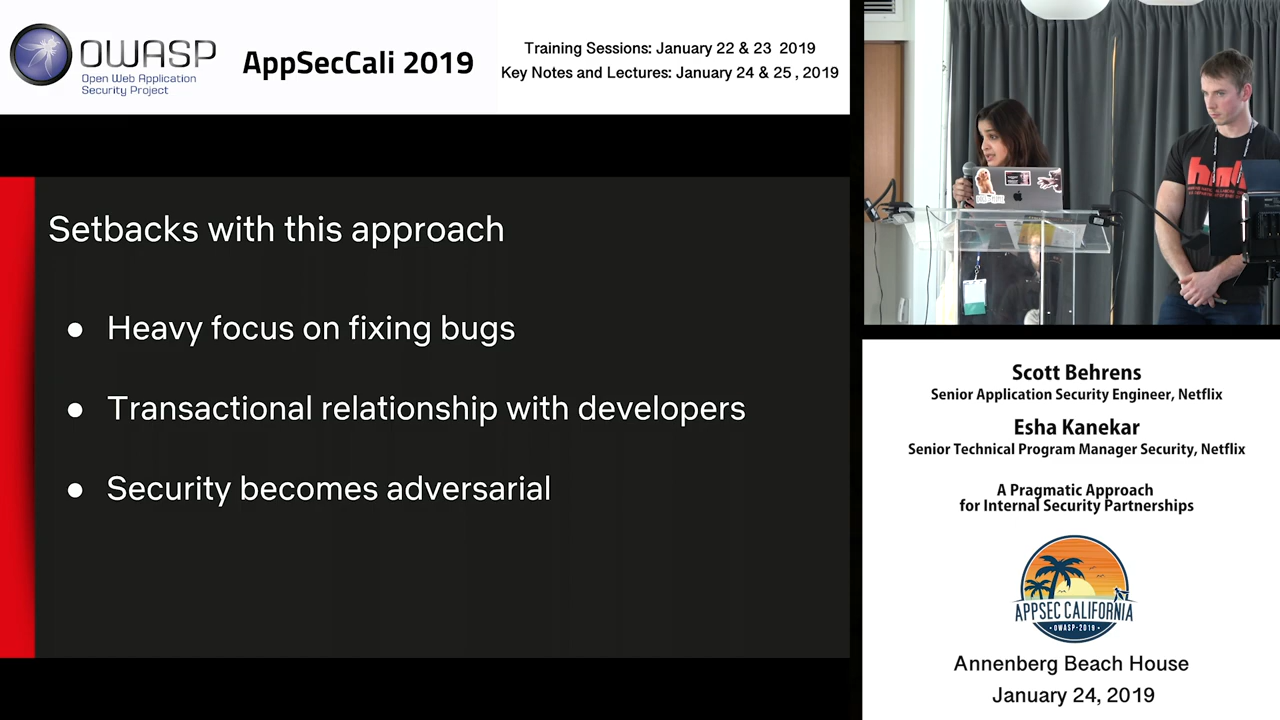 OWASP
Open Web Application
Security Project
AppSecCali 2019
Training Sessions: January 22 & 23 2019
Key Notes and Lectures: January 24 & 25 , 2019
Setbacks with this approach
● Heavy focus on fixing bugs
● Transactional relationship with developers
● Security becomes adversarial
Scott Behrens
Senior Application Security Engineer, Netflix
Esha Kanekar
Senior Technical Program Manager Security, Netflix
A Pragmatic Approach
for Internal Security Partnerships
APPSEC CALIFORNIA
• OWASP-2019 •
Annenberg Beach House
January 24, 2019